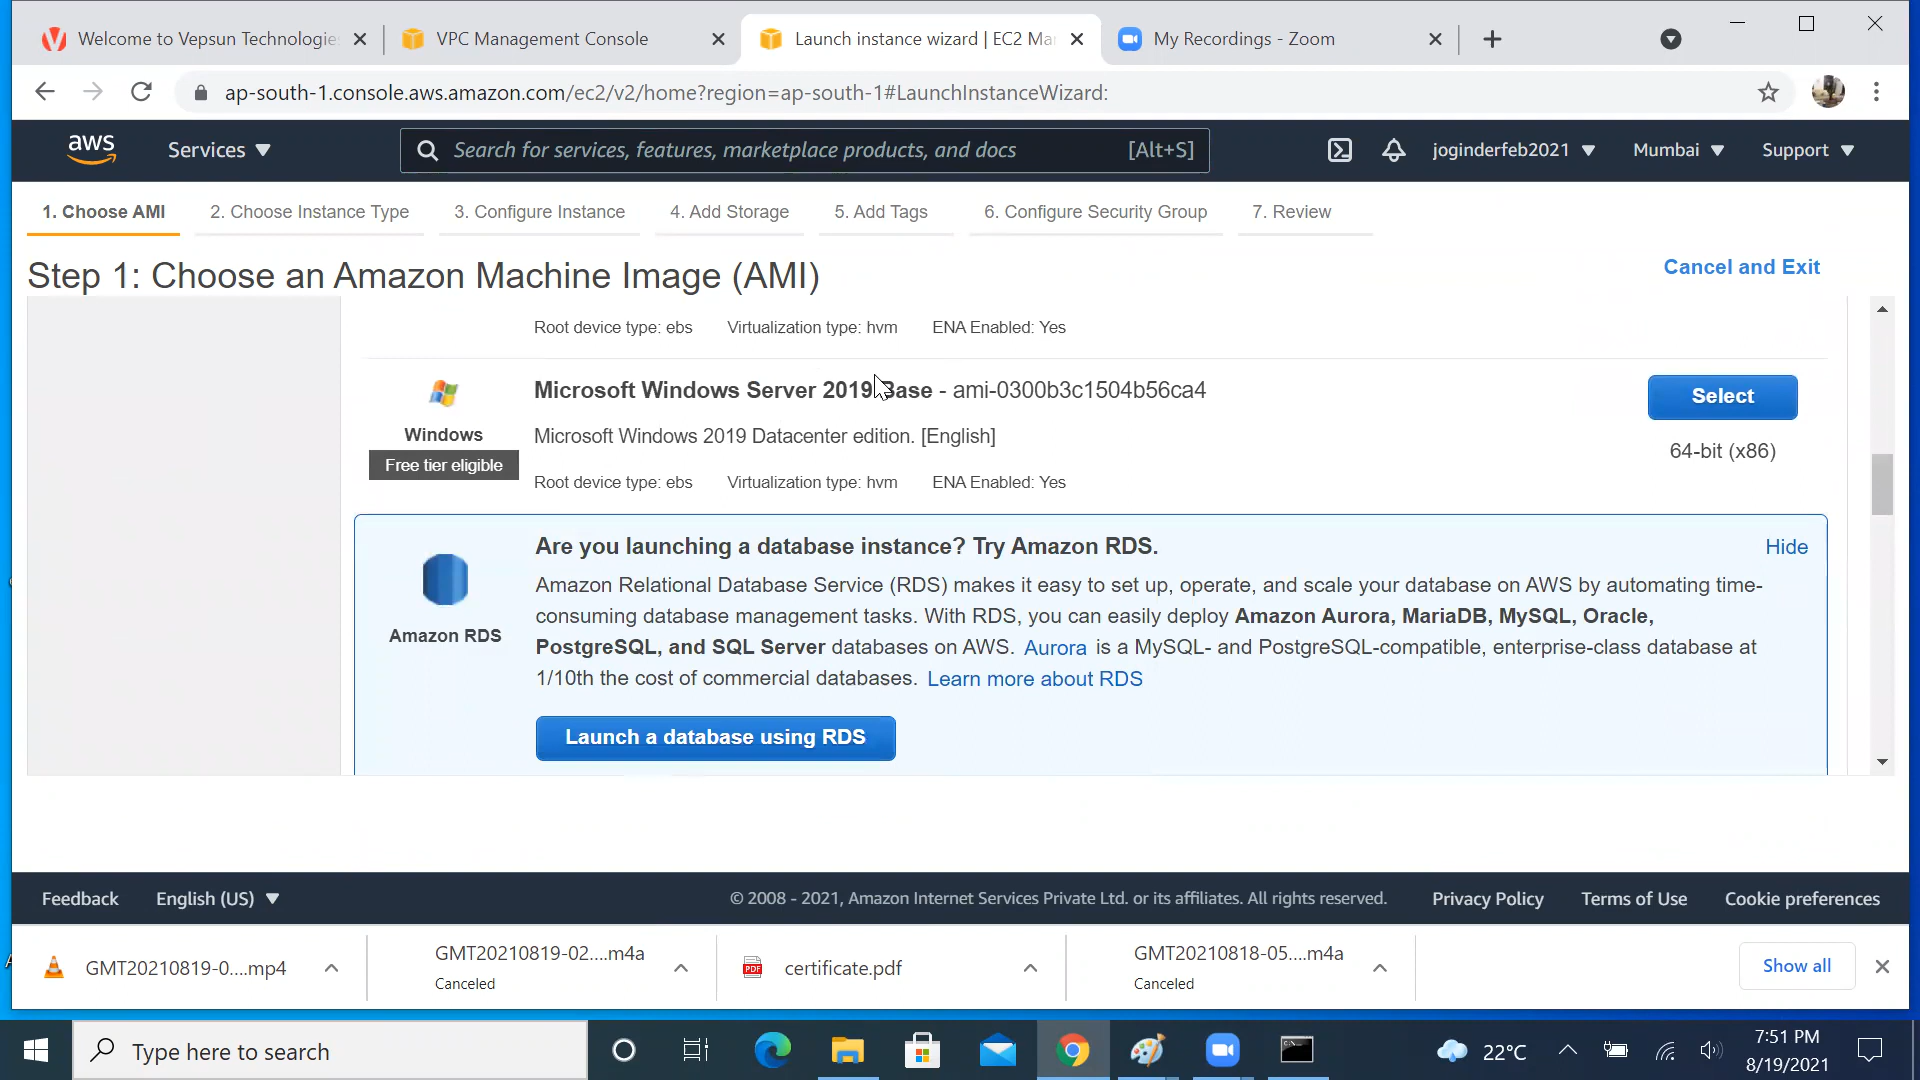 Welcome to Vepsun Technologie
VPC Management Console
Launch instance wizard | EC2 Ma
My Recordings - Zoom
ap-south-1.console.aws.amazon.com/ec2/v2/home?region=ap-south-1#LaunchInstanceWizard:
aws
Services
Search for services, features, marketplace products, and docs
[Alt+S]
joginderfeb2021
Mumbai
Support
1. Choose AMI
2. Choose Instance Type
3. Configure Instance
4. Add Storage
5. Add Tags
6. Configure Security Group
7. Review
Step 1: Choose an Amazon Machine Image (AMI)
Cancel and Exit
Root device type: ebs Virtualization type: hvm ENA Enabled: Yes
Microsoft Windows Server 2019 Base - ami-0300b3c1504b56ca4
Select
Windows
Free tier eligible
Microsoft Windows 2019 Datacenter edition. [English]
64-bit (x86)
Root device type: ebs Virtualization type: hvm ENA Enabled: Yes
Are you launching a database instance? Try Amazon RDS.
Hide
Amazon RDS
Amazon Relational Database Service (RDS) makes it easy to set up, operate, and scale your database on AWS by automating time-
consuming database management tasks. With RDS, you can easily deploy Amazon Aurora, MariaDB, MySQL, Oracle,
PostgreSQL, and SQL Server databases on AWS. Aurora is a MySQL- and PostgreSQL-compatible, enterprise-class database at
1/10th the cost of commercial databases. Learn more about RDS
Launch a database using RDS
Feedback
English (US)
© 2008 - 2021, Amazon Internet Services Private Ltd. or its affiliates. All rights reserved.
Privacy Policy
Terms of Use
Cookie preferences
GMT20210819-0....mp4
GMT20210819-02....m4a
Canceled
PDF
certificate.pdf
GMT20210818-05....m4a
Canceled
Show all
Type here to search
22°C
7:51 PM
8/19/2021